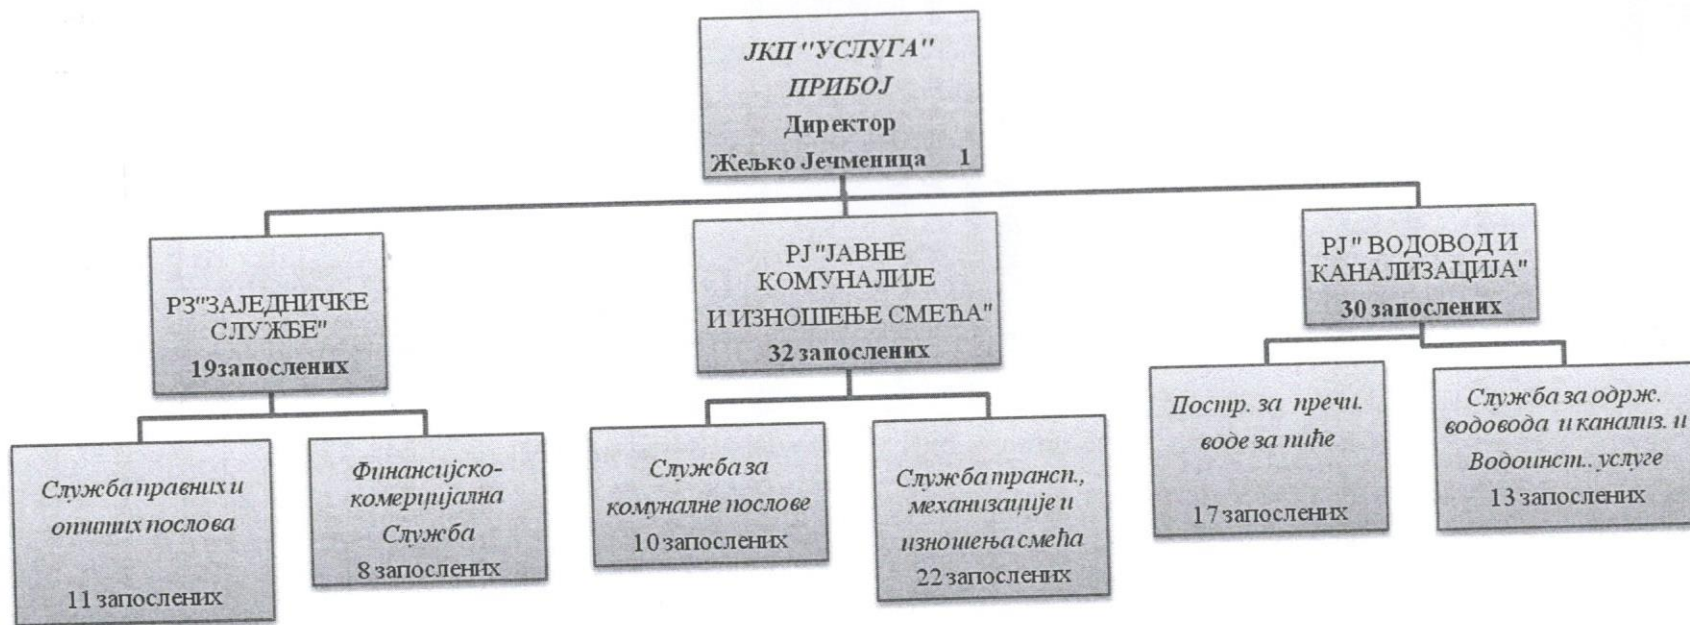 ЈКП "УСЛУГА"
ПРИБОЈ
Директор
Жељко Јечменица 1
РЗ"ЗАЈЕДНИЧКЕ
СЛУЖБЕ"
19запослених
РЈ"ЈАВНЕ
КОМУНАЛИЈЕ
И ИЗНОШЕЊЕ СМЕЋА"
32 запослених
РЈ" ВОДОВОД И
КАНАЛИЗАЦИЈА"
30 запослених
Служба правних и
општих послова
11 запослених
Финансијско-
комерцијална
Служба
8 запослених
Служба за
комуналне послове
10 запослених
Служба трансп.,
механизације и
изношења смећа
22 запослених
Постр. за пречи.
воде за пиће
17 запослених
Служба за одрж.
водовода и канализ. и
Водоинст.. услуге
13 запослених